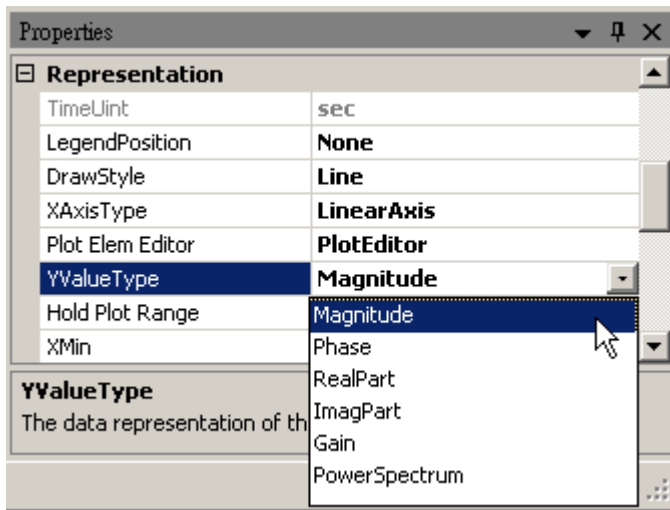 Properties
Representation
TimeUint sec
LegendPosition None
DrawStyle Line
XAxisType LinearAxis
Plot Elem Editor PlotEditor
YValueType Magnitude
Hold Plot Range
XMin
Magnitude
Phase
RealPart
ImagPart
Gain
PowerSpectrum
YValueType
The data representation of th